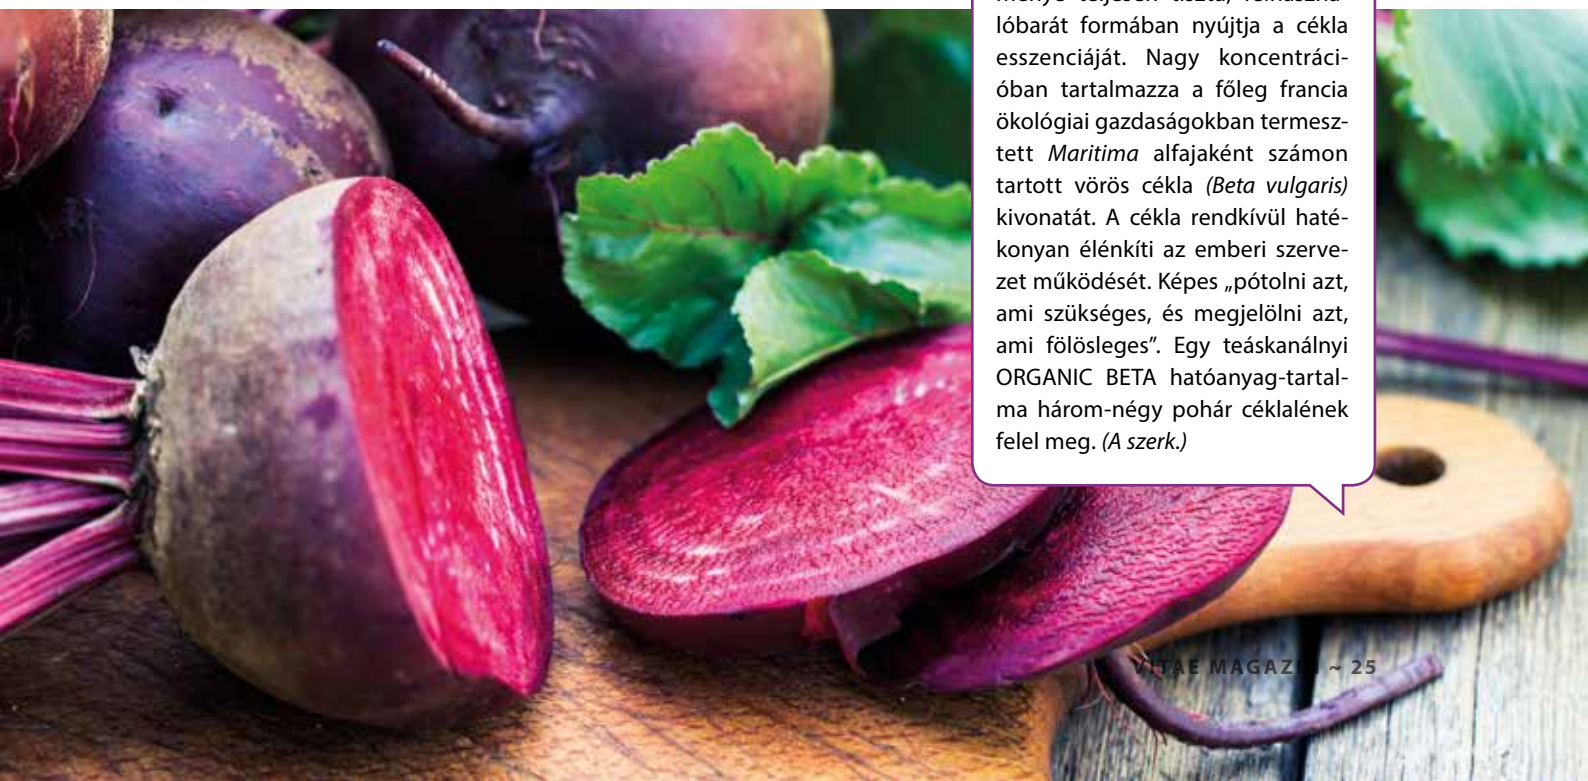 lóbarát formában nyújtja a cékla
esszenciáját. Nagy koncentráci-
óban tartalmazza a főleg francia
ökológiai gazdaságokban termesz-
tett Maritima alfajaként számon
tartott vörös cékla (Beta vulgaris)
kivonatát. A cékla rendkívül haté-
konyan élénkíti az emberi szerve-
zet működését. Képes „pótolni azt,
ami szükséges, és megjelölni azt,
ami fölösleges”. Egy teáskanálnyi
ORGANIC BETA hatóanyag-tartal-
ma három-négy pohár céklalének
felel meg. (A szerk.)
VITAE MAGAZIN ~ 25